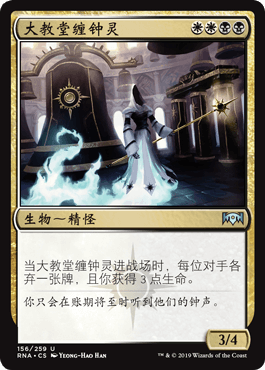 大教堂缠钟灵
生物～精怪
当大教堂缠钟灵进战场时，每位对手各
弃一张牌，且你获得 3 点生命。
你只会在账期将至时听到他们的钟声。
3/4
156/259 U
RNA • CS Yeong-Hao Han
™ & © 2019 Wizards of the Coast